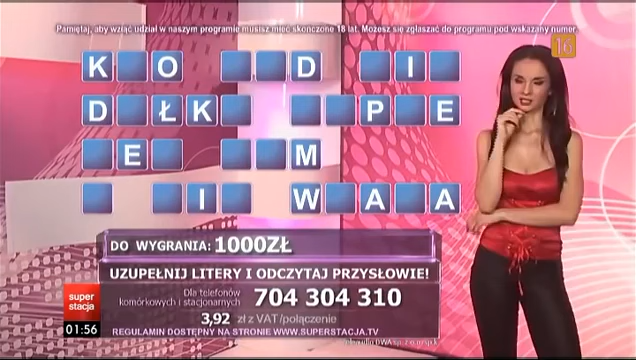 Pamiętaj, aby wziąć udział w naszym programie musisz mieć skończone 18 lat. Możesz się zgłaszać do programu pod wskazany numer.
16
K O D I
D ŁK P E
E M
I W A A
DO WYGRANIA: 1000ZŁ
UZUPEŁNIJ LITERY I ODCZYTAJ PRZYSŁOWIE!
Dla telefonów
komórkowych i stacjonarnych 704 304 310
3,92 zł z VAT/połączenie
REGULAMIN DOSTĘPNY NA STRONIE WWW.SUPERSTACJA.TV
super
stacja
01:56